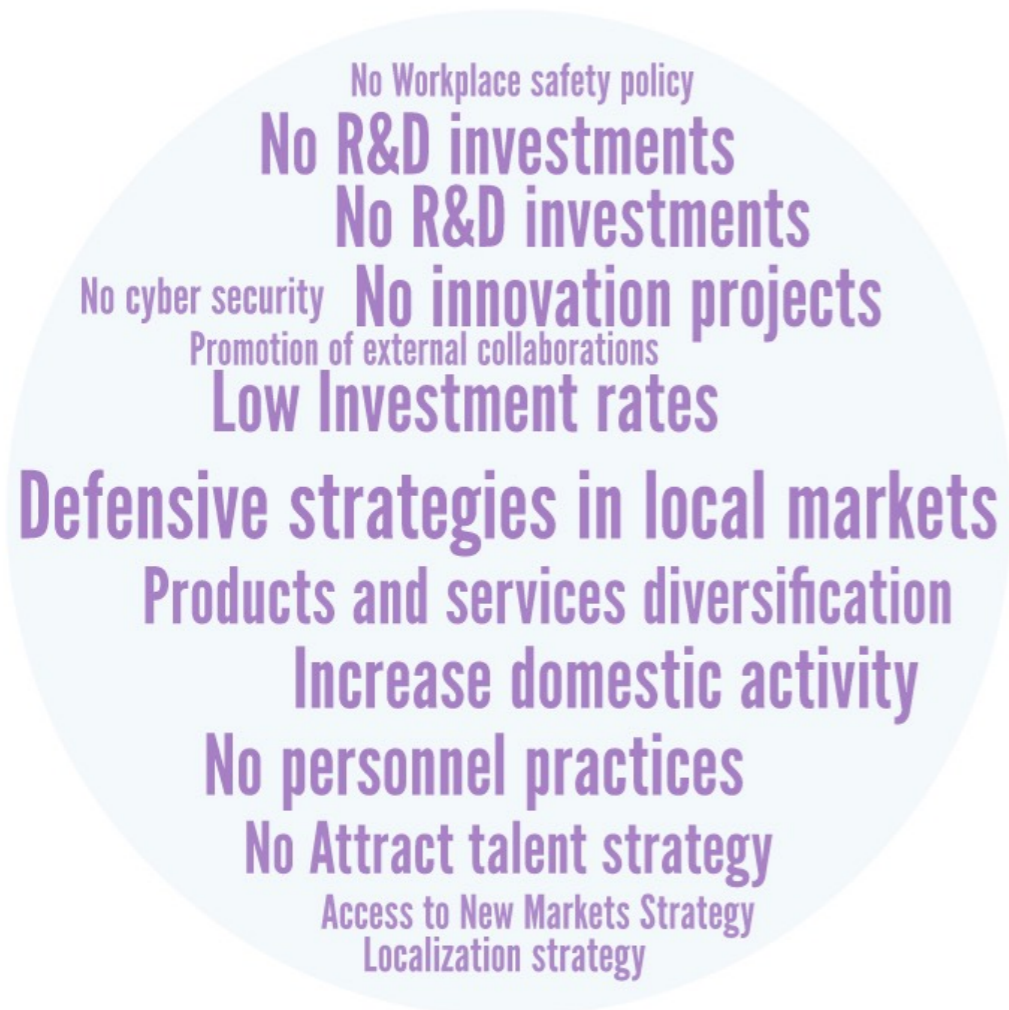 No Workplace safety policy
No R&D investments
No R&D investments
No cyber security No innovation projects
Promotion of external collaborations
Low Investment rates
Defensive strategies in local markets
Products and services diversification
Increase domestic activity
No personnel practices
No Attract talent strategy
Access to New Markets Strategy
Localization strategy